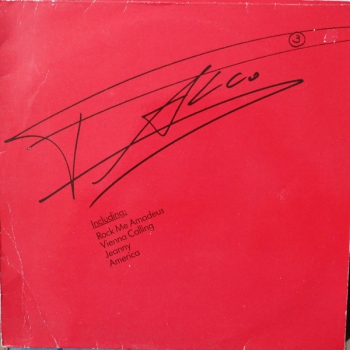 3
FALCO
Including:
Rock Me Amadeus
Vienna Calling
Jeanny
America